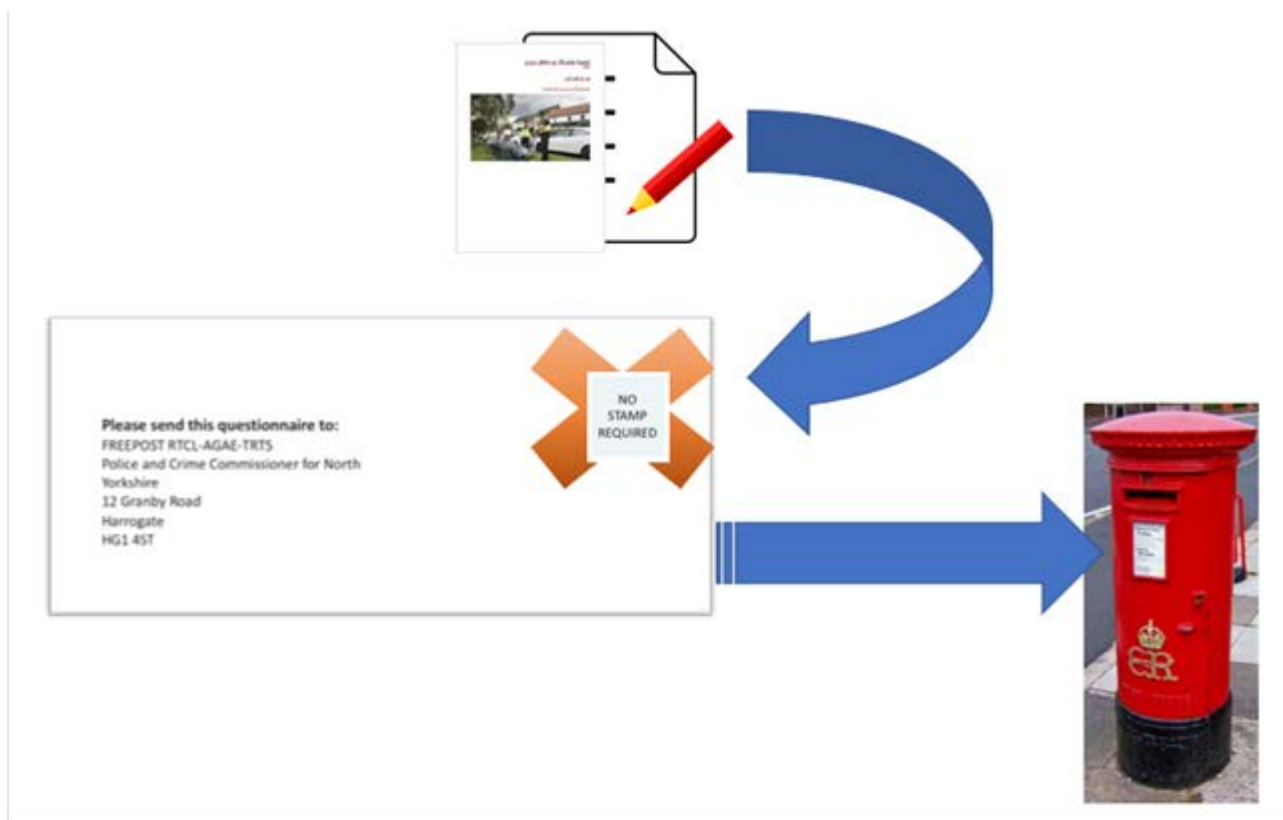 NO
STAMP
REQUIRED
Please send this questionnaire to:
FREEPOST RTCL-AGAE-TRTS
Police and Crime Commissioner for North
Yorkshire
12 Granby Road
Harrogate
HG1 4ST
ER